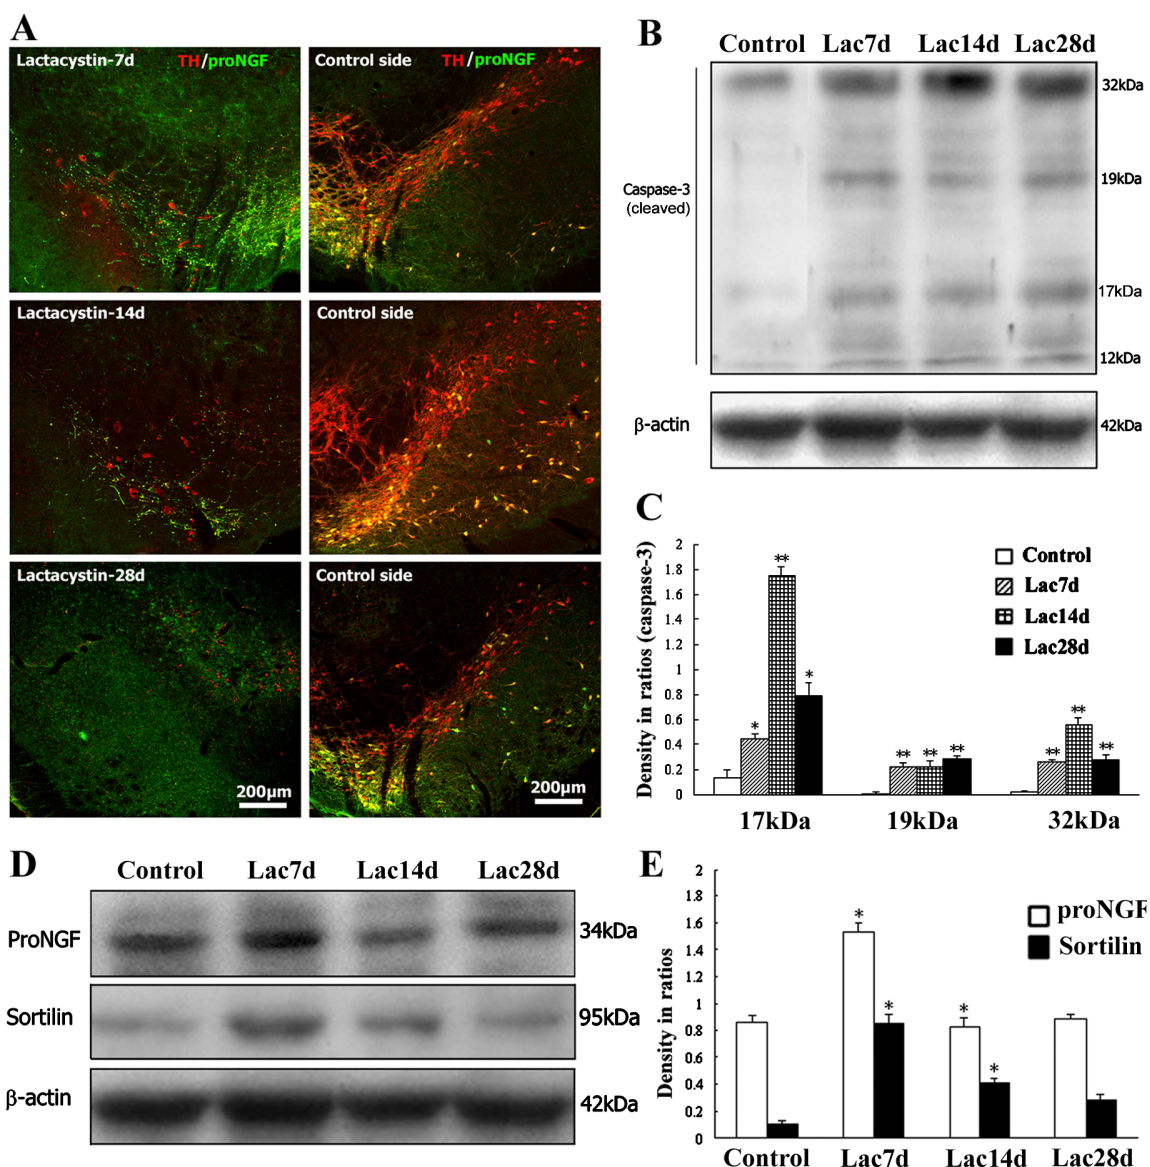 A
Lactacystin-7d TH/proNGF
Control side TH/proNGF
Lactacystin-14d
Control side
Lactacystin-28d
Control side
200μm
200μm
B
Control Lac7d Lac14d Lac28d
32kDa
19kDa
Caspase-3
(cleaved)
17kDa
12kDa
β-actin
42kDa
C
Density in ratios (caspase-3)
2
1.8
1.6
1.4
1.2
1
0.8
0.6
0.4
0.2
0
** * *
** ** **
** ** **
Control
Lac7d
Lac14d
Lac28d
17kDa 19kDa 32kDa
D
Control Lac7d Lac14d Lac28d
ProNGF
34kDa
Sortilin
95kDa
β-actin
42kDa
E
Density in ratios
2
1.8
1.6
1.4
1.2
1
0.8
0.6
0.4
0.2
0
* * * *
proNGF
Sortilin
Control Lac7d Lac14d Lac28d